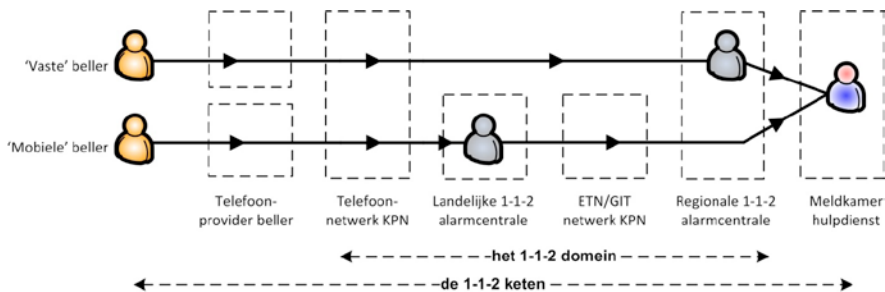 'Vaste' beller
'Mobiele' beller
Telefoon-
provider beller
Telefoon-
netwerk KPN
Landelijke 1-1-2
alarmcentrale
ETN/GIT
netwerk KPN
Regionale 1-1-2
alarmcentrale
Meldkamer
hulpdienst
het 1-1-2 domein
de 1-1-2 keten